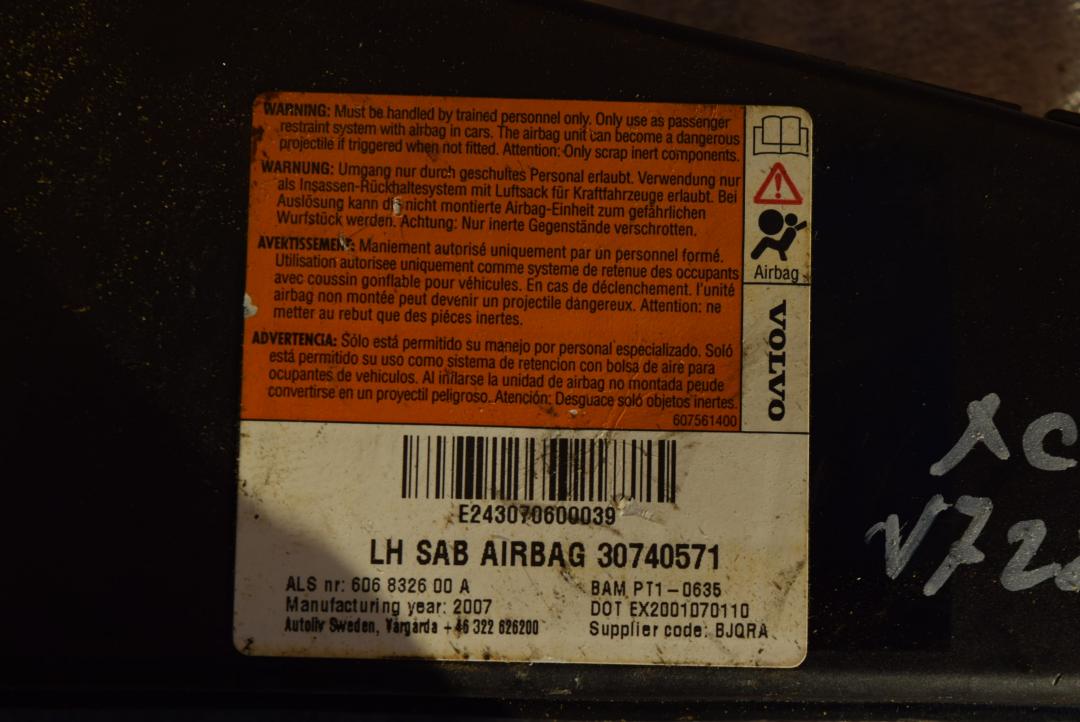 WARNING: Must be handled by trained personnel only. Only use as passenger
restraint system with airbag in cars. The airbag unit can become a dangerous
projectile if triggered when not fitted. Attention: Only scrap inert components.
WARNUNG: Umgang nur durch geschultes Personal erlaubt. Verwendung nur
als Insassen-Rückhaltesystem mit Luftsack für Kraftfahrzeuge erlaubt. Bei
Auslösung kann die nicht montierte Airbag-Einheit zum gefährlichen
Wurfstück werden. Achtung: Nur inerte Gegenstände verschrotten.
AVERTISSEMENT: Maniement autorisé uniquement par un personnel formé.
Utilisation autorisee uniquement comme systeme de retenue des occupants
avec coussin gonflable pour véhicules. En cas de déclenchement. l'unité
airbag non montée peut devenir un projectile dangereux. Attention: ne
metter au rebut que des piéces inertes.
ADVERTENCIA: Sólo está permitido su manejo por personal especializado. Soló
está permitido su uso como sistema de retencion con bolsa de aire para
ocupantes de vehiculos. Al inflarse la unidad de airbag no montada peude
convertirse en un proyectil peligroso. Atención: Desguace soló objetos inertes.
607561400
Airbag
VOLVO
E243070600039
LH SAB AIRBAG 30740571
ALS nr: 606 8326 00 A
Manufacturing year: 2007
Autoliv Sweden, Vårgårda +46 322 626200
BAM PT1-0635
DOT EX2001070110
Supplier code: BJQRA
V72